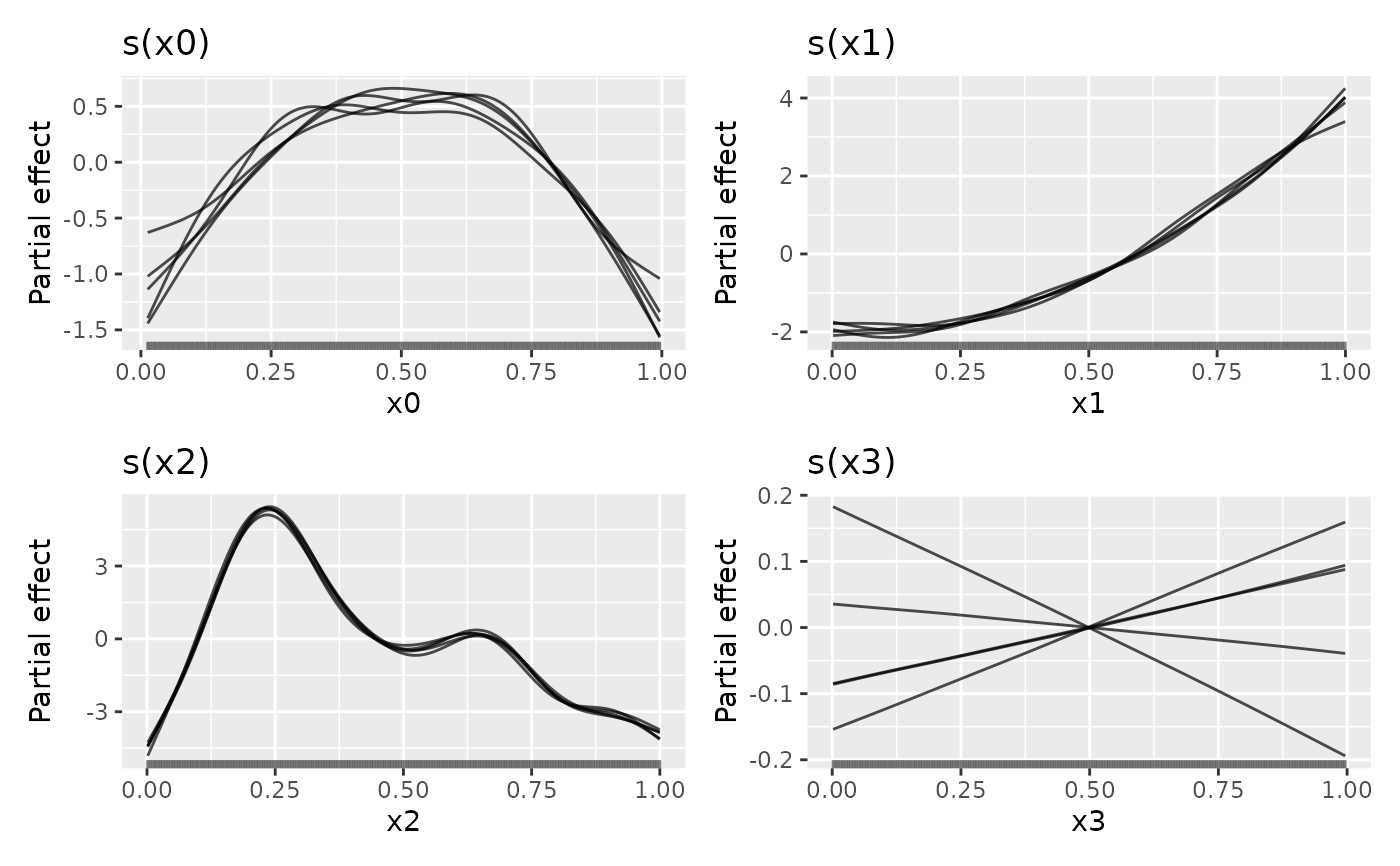 s(x0)
Partial effect
0.5
0.0
-0.5
-1.0
-1.5
0.00 0.25 0.50 0.75 1.00
x0
s(x1)
Partial effect
4
2
0
-2
0.00 0.25 0.50 0.75 1.00
x1
s(x2)
Partial effect
3
0
-3
0.00 0.25 0.50 0.75 1.00
x2
s(x3)
Partial effect
0.2
0.1
0.0
-0.1
-0.2
0.00 0.25 0.50 0.75 1.00
x3